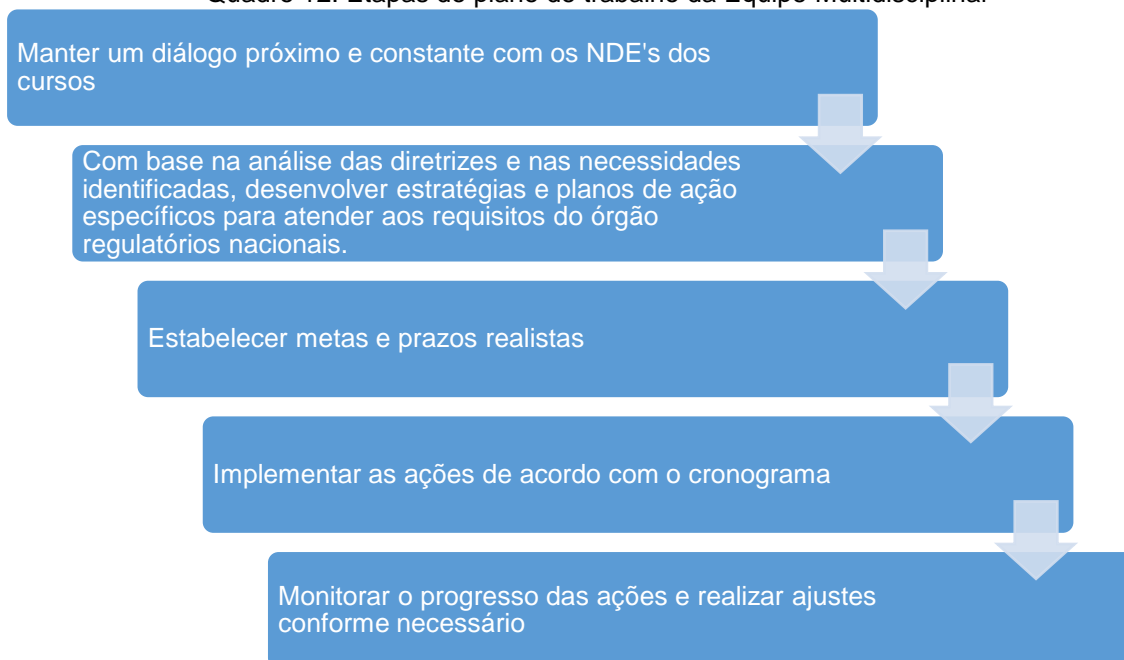 Quadro 12: Etapas do plano de trabalho da Equipe Multidisciplinar
Manter um diálogo próximo e constante com os NDE's dos
cursos
Com base na análise das diretrizes e nas necessidades
identificadas, desenvolver estratégias e planos de ação
específicos para atender aos requisitos do órgão
regulatórios nacionais.
Estabelecer metas e prazos realistas
Implementar as ações de acordo com o cronograma
Monitorar o progresso das ações e realizar ajustes
conforme necessário